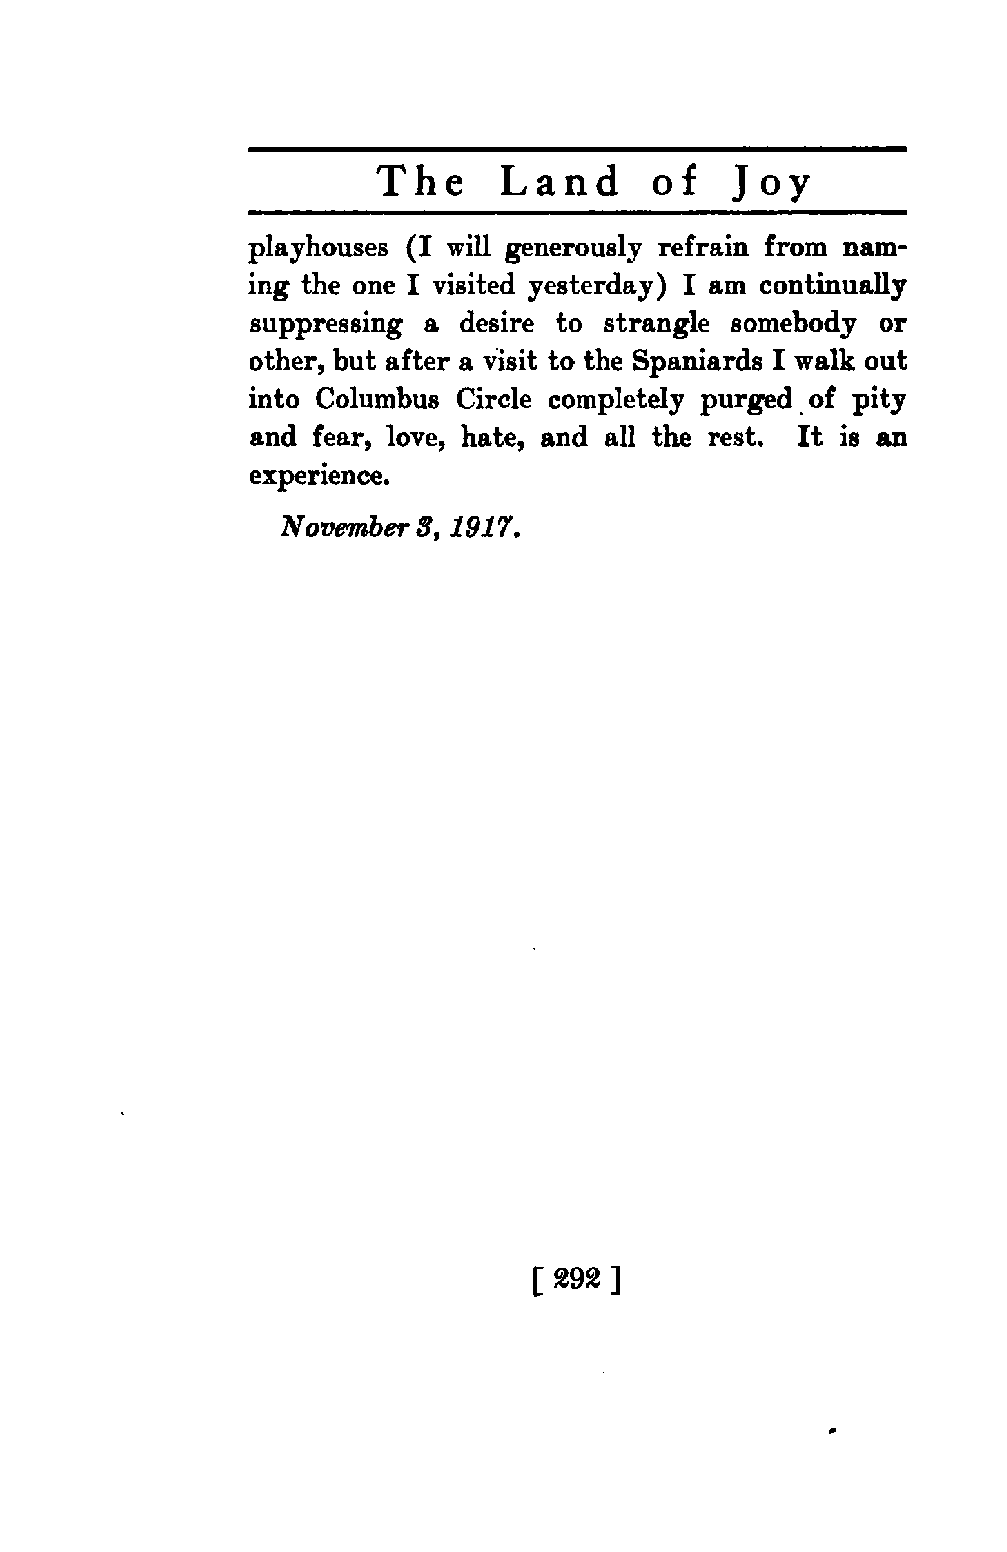 The Land of Joy
playhouses (I will generously refrain from nam-
ing the one I visited yesterday) I am continually
suppressing a desire to strangle somebody or
other, but after a visit to the Spaniards I walk out
into Columbus Circle completely purged of pity
and fear, love, hate, and all the rest. It is an
experience.
November 3, 1917.
[ 292 ]